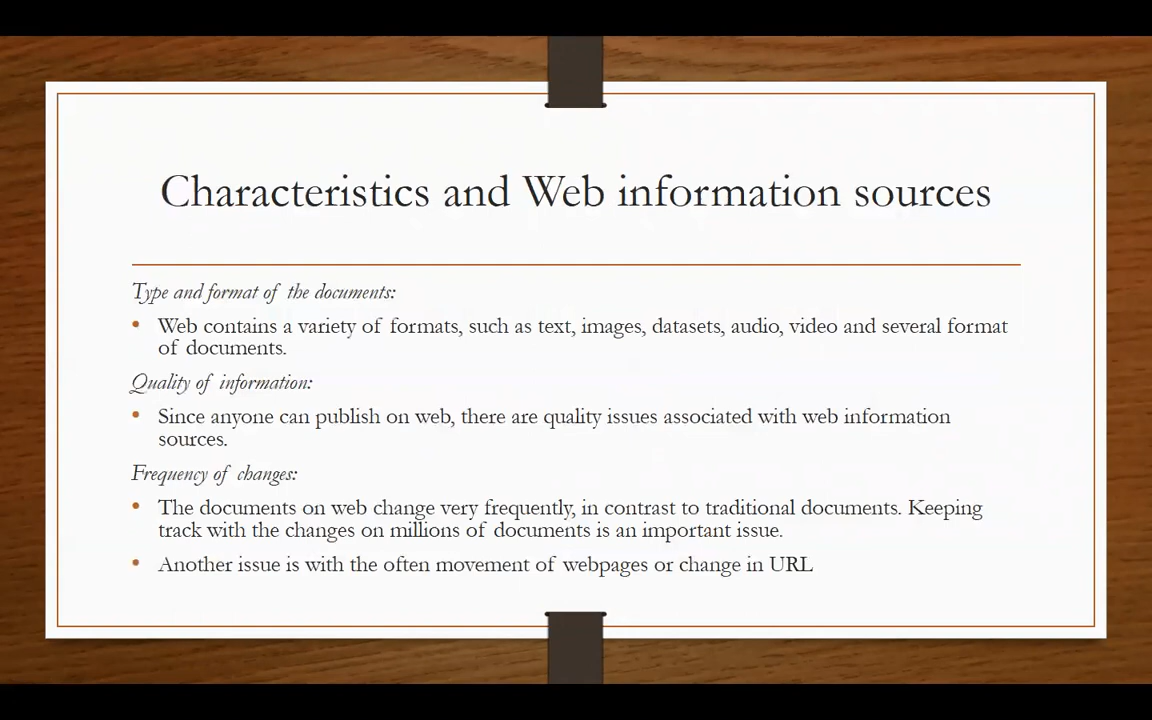 Characteristics and Web information sources
Type and format of the documents:
• Web contains a variety of formats, such as text, images, datasets, audio, video and several format
of documents.
Quality of information:
• Since anyone can publish on web, there are quality issues associated with web information
sources.
Frequency of changes:
• The documents on web change very frequently, in contrast to traditional documents. Keeping
track with the changes on millions of documents is an important issue.
• Another issue is with the often movement of webpages or change in URL